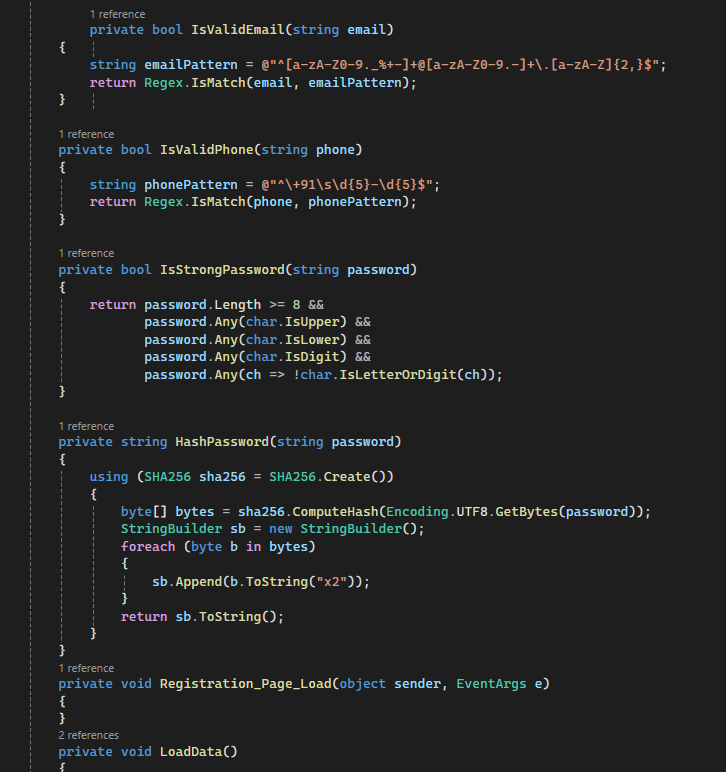 1 reference
private bool IsValidEmail(string email)
{
string emailPattern = @"^[a-zA-Z0-9._%+-]+@[a-zA-Z0-9.-]+\.[a-zA-Z]{2,}$";
return Regex.IsMatch(email, emailPattern);
}
1 reference
private bool IsValidPhone(string phone)
{
string phonePattern = @"^\+91\s\d{5}-\d{5}$";
return Regex.IsMatch(phone, phonePattern);
}
1 reference
private bool IsStrongPassword(string password)
{
return password.Length >= 8 &&
password.Any(char.IsUpper) &&
password.Any(char.IsLower) &&
password.Any(char.IsDigit) &&
password.Any(ch => !char.IsLetterOrDigit(ch));
}
1 reference
private string HashPassword(string password)
{
using (SHA256 sha256 = SHA256.Create())
{
byte[] bytes = sha256.ComputeHash(Encoding.UTF8.GetBytes(password));
StringBuilder sb = new StringBuilder();
foreach (byte b in bytes)
{
sb.Append(b.ToString("x2"));
}
return sb.ToString();
}
}
1 reference
private void Registration_Page_Load(object sender, EventArgs e)
{
}
2 references
private void LoadData()
{